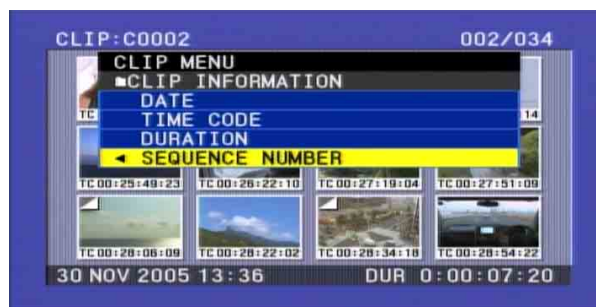 CLIP:C0002 002/034
CLIP MENU
CLIP INFORMATION
DATE
TIME CODE
DURATION
◄ SEQUENCE NUMBER
TC 14
TC 00:25:49:23 TC 00:26:22:10 TC 00:27:19:04 TC 00:27:51:09
TC 00:28:06:09 TC 00:28:22:02 TC 00:28:34:18 TC 00:28:54:22
30 NOV 2005 13:36 DUR 0:00:07:20